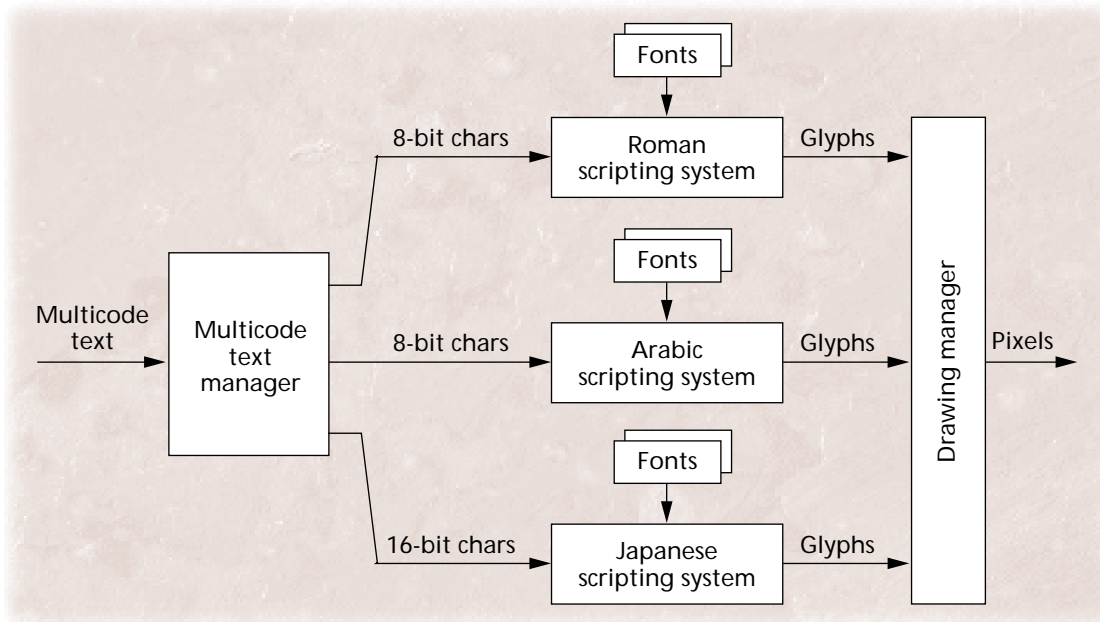 Fonts
8-bit chars
Roman
scripting system
Glyphs
Fonts
Multicode
text
Multicode
text
manager
8-bit chars
Arabic
scripting system
Glyphs
Drawing manager
Pixels
Fonts
16-bit chars
Japanese
scripting system
Glyphs